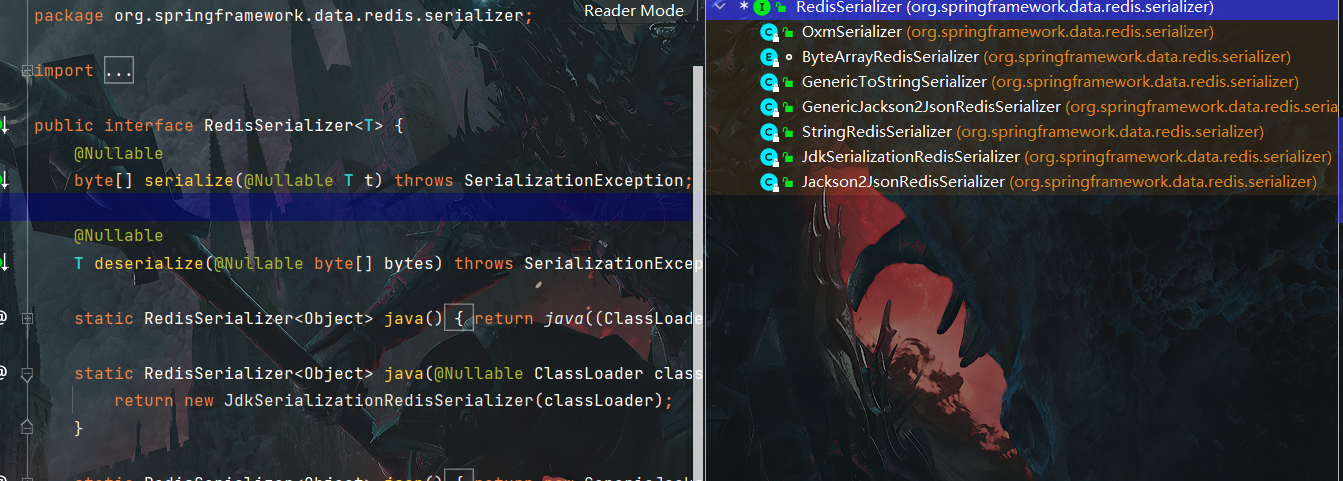 package org.springframework.data.redis.serializer;
Reader Mode
import ...
public interface RedisSerializer<T> {
@Nullable
byte[] serialize(@Nullable T t) throws SerializationException;
@Nullable
T deserialize(@Nullable byte[] bytes) throws SerializationExcep
static RedisSerializer<Object> java() { return java((ClassLoade
static RedisSerializer<Object> java(@Nullable ClassLoader class
return new JdkSerializationRedisSerializer(classLoader);
}
RedisSerializer (org.springframework.data.redis.serializer)
OxmSerializer (org.springframework.data.redis.serializer)
ByteArrayRedisSerializer (org.springframework.data.redis.serializer)
GenericToStringSerializer (org.springframework.data.redis.serializer)
GenericJackson2JsonRedisSerializer (org.springframework.data.redis.seria
StringRedisSerializer (org.springframework.data.redis.serializer)
JdkSerializationRedisSerializer (org.springframework.data.redis.serializer)
Jackson2JsonRedisSerializer (org.springframework.data.redis.serializer)